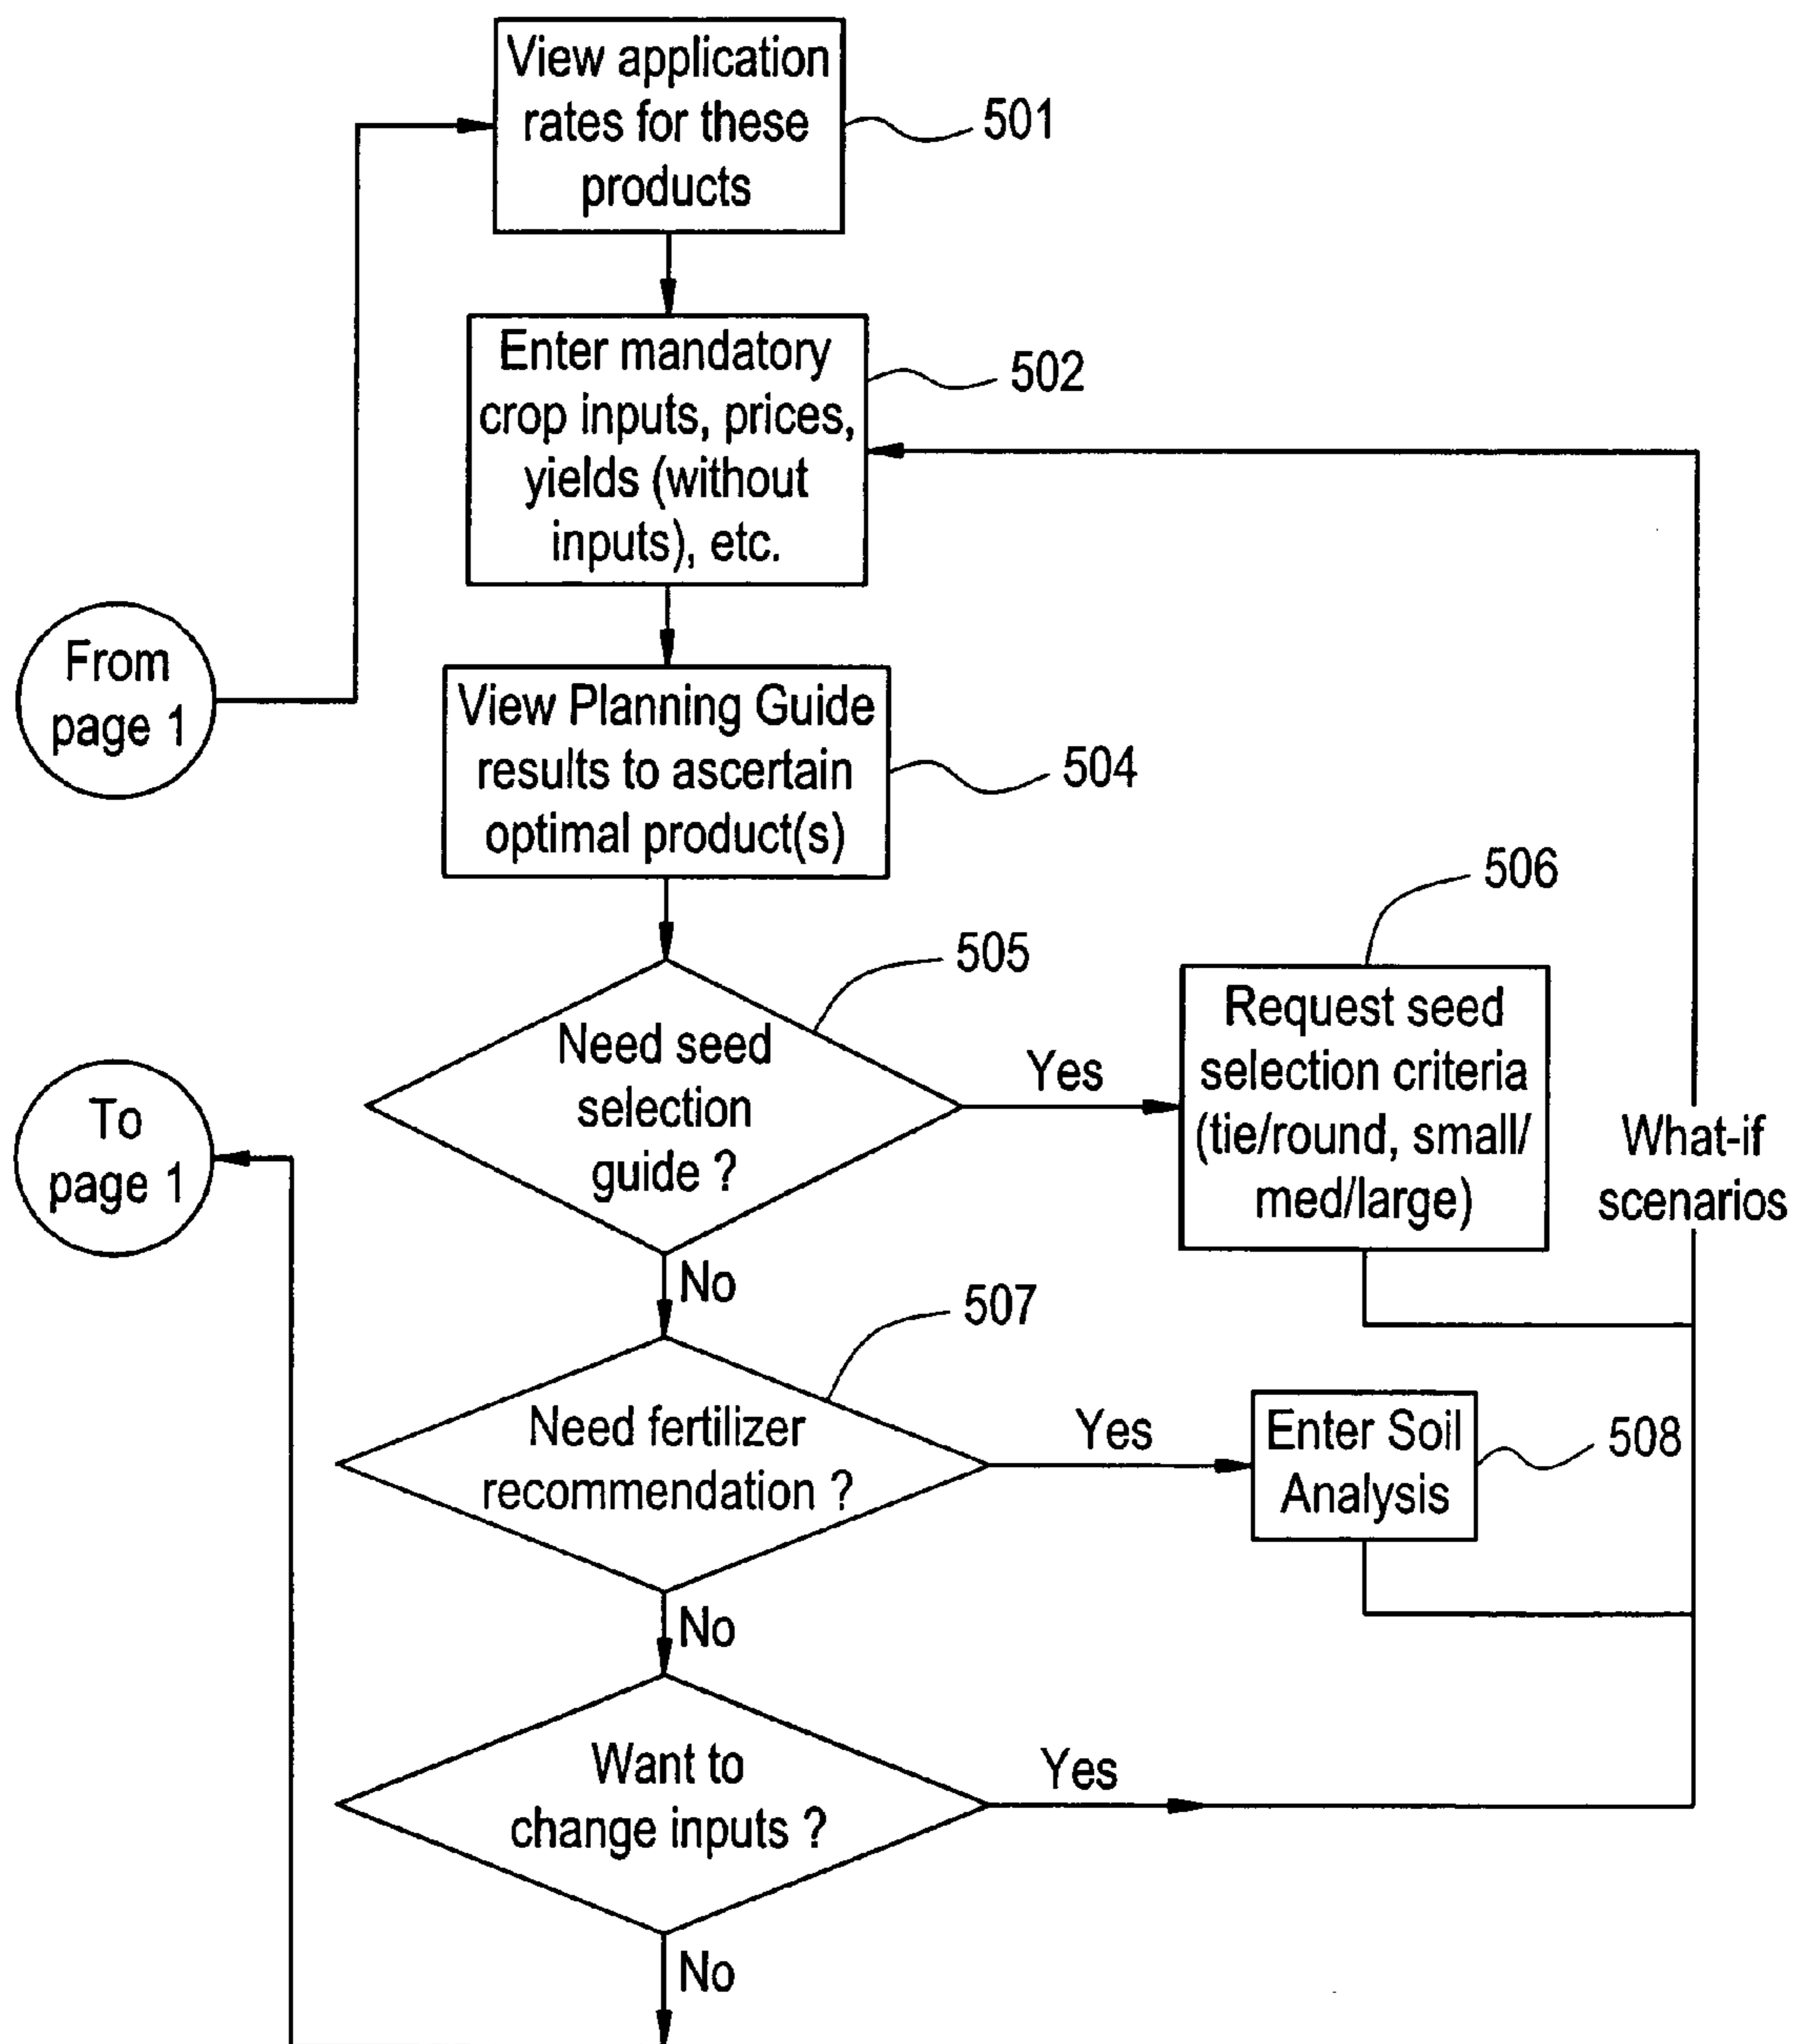 View application
rates for these
products
501
Enter mandatory
crop inputs, prices,
yields (without
inputs), etc.
502
From
page 1
View Planning Guide
results to ascertain
optimal product(s)
504
505
506
Need seed
selection
guide ?
Yes
Request seed
selection criteria
(tie/round, small/
med/large)
What-if
scenarios
To
page 1
No
507
Need fertilizer
recommendation ?
Yes
Enter Soil
Analysis
508
No
Want to
change inputs ?
Yes
No